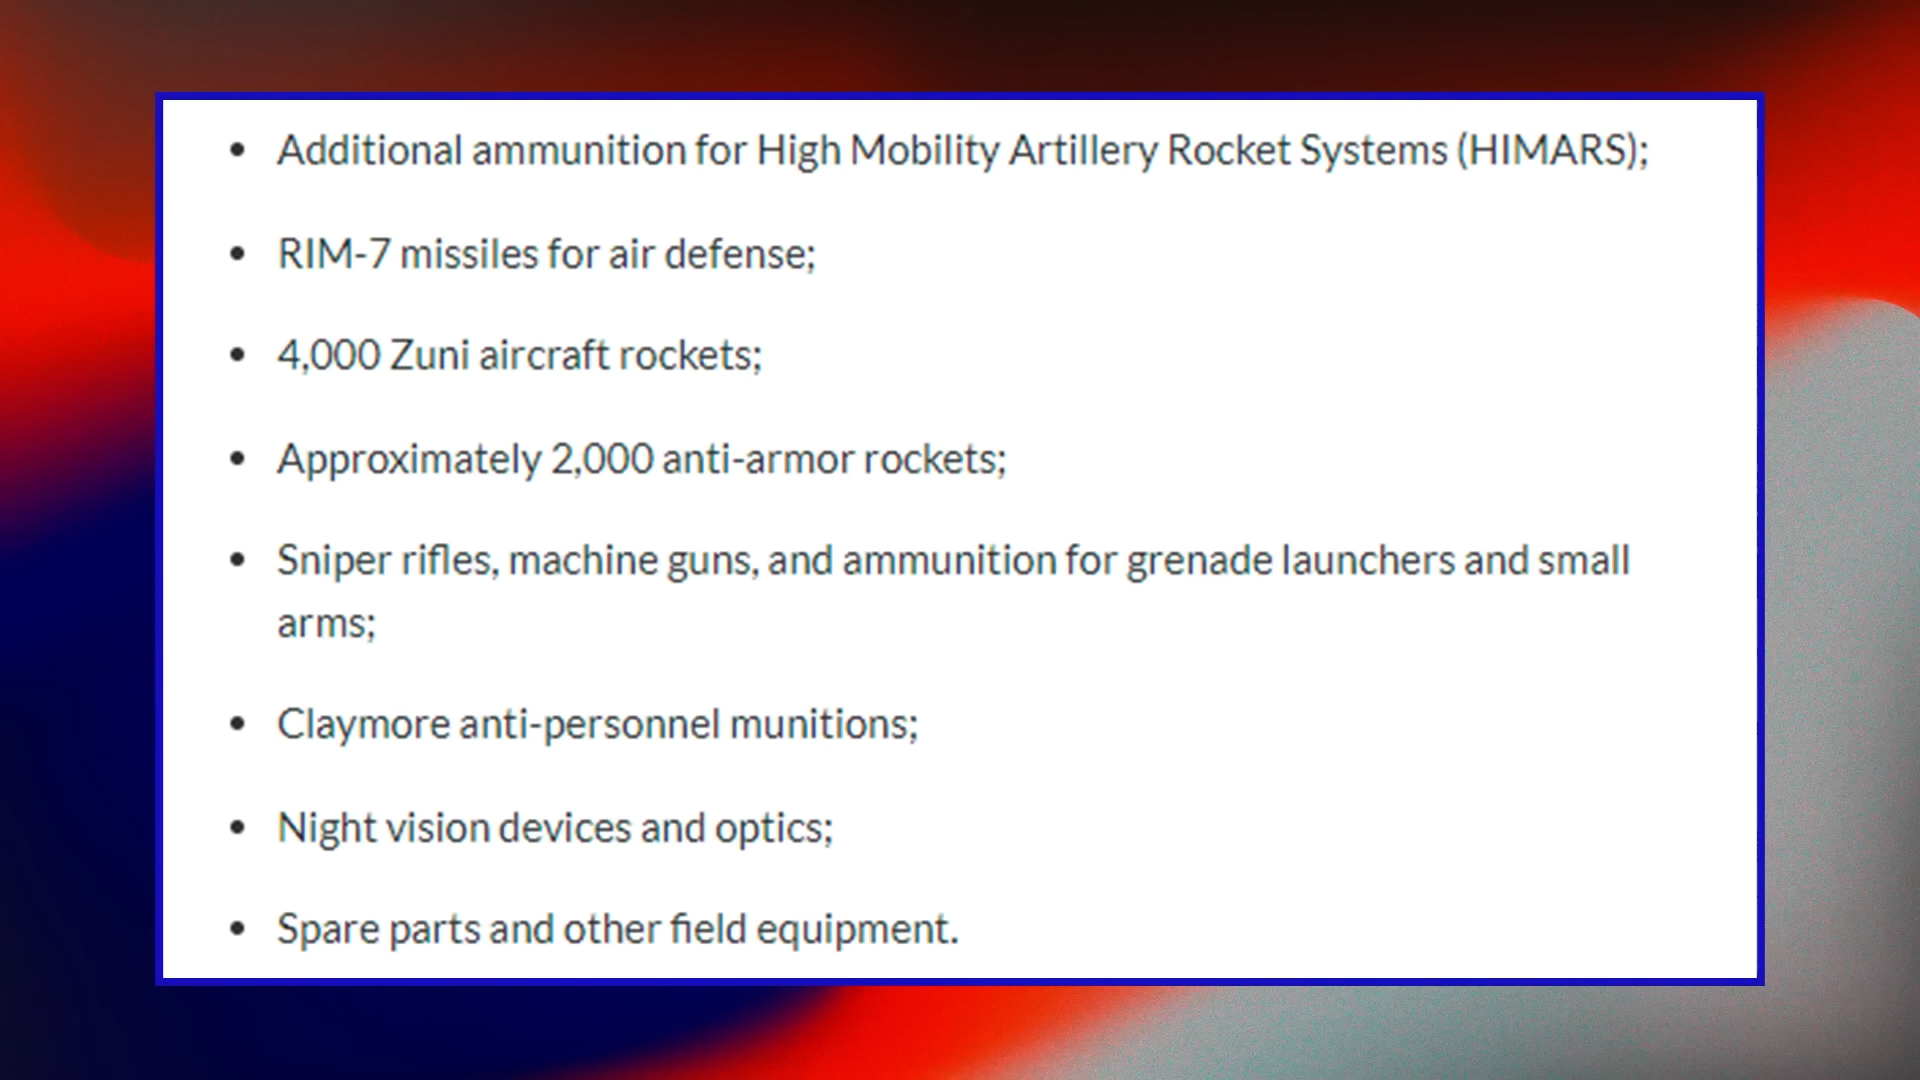 • Additional ammunition for High Mobility Artillery Rocket Systems (HIMARS);
• RIM-7 missiles for air defense;
• 4,000 Zuni aircraft rockets;
• Approximately 2,000 anti-armor rockets;
• Sniper rifles, machine guns, and ammunition for grenade launchers and small
arms;
• Claymore anti-personnel munitions;
• Night vision devices and optics;
• Spare parts and other field equipment.